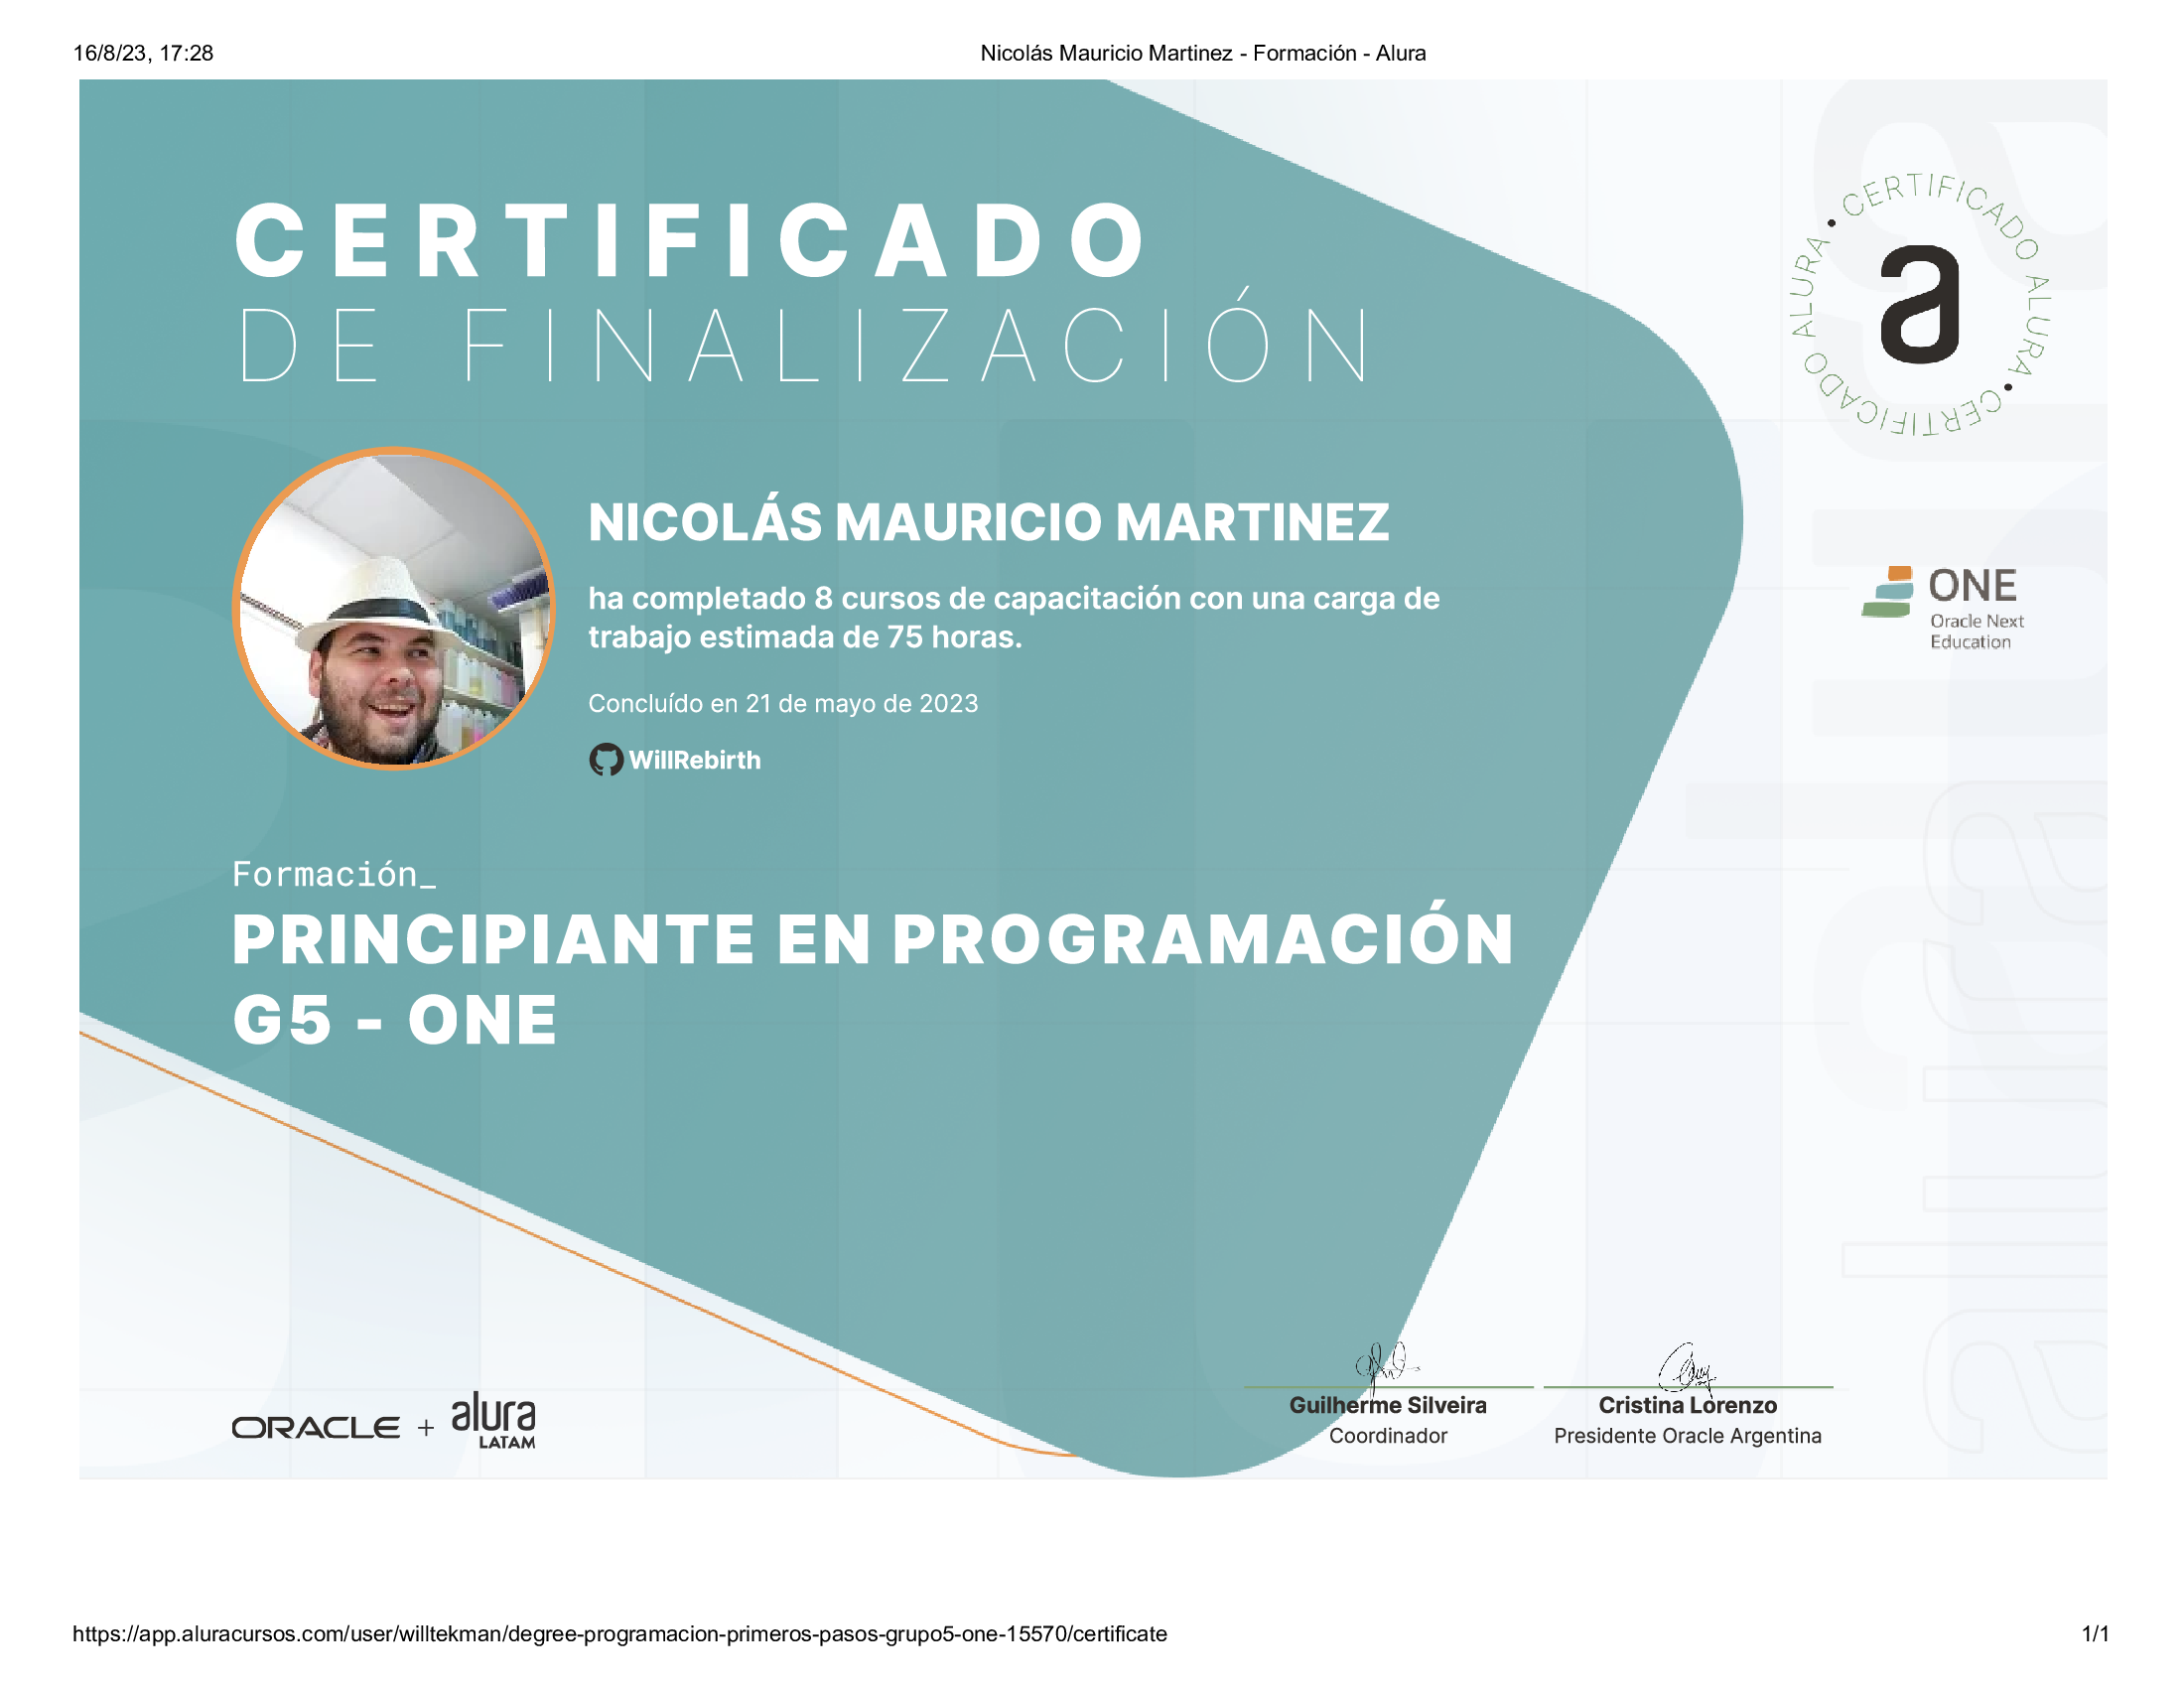 16/8/23, 17:28
Nicolás Mauricio Martinez - Formación - Alura
CERTIFICADO
DE FINALIZACIÓN
• CERTIFICADO ALURA • CERTIFICADO ALURA
a
NICOLÁS MAURICIO MARTINEZ
ha completado 8 cursos de capacitación con una carga de
trabajo estimada de 75 horas.
Concluído en 21 de mayo de 2023
WillRebirth
ONE
Oracle Next
Education
Formación_
PRINCIPIANTE EN PROGRAMACIÓN
G5 - ONE
ORACLE + alura
LATAM
Guilherme Silveira
Coordinador
Cristina Lorenzo
Presidente Oracle Argentina
alura
alura
https://app.aluracursos.com/user/willtekman/degree-programacion-primeros-pasos-grupo5-one-15570/certificate
1/1